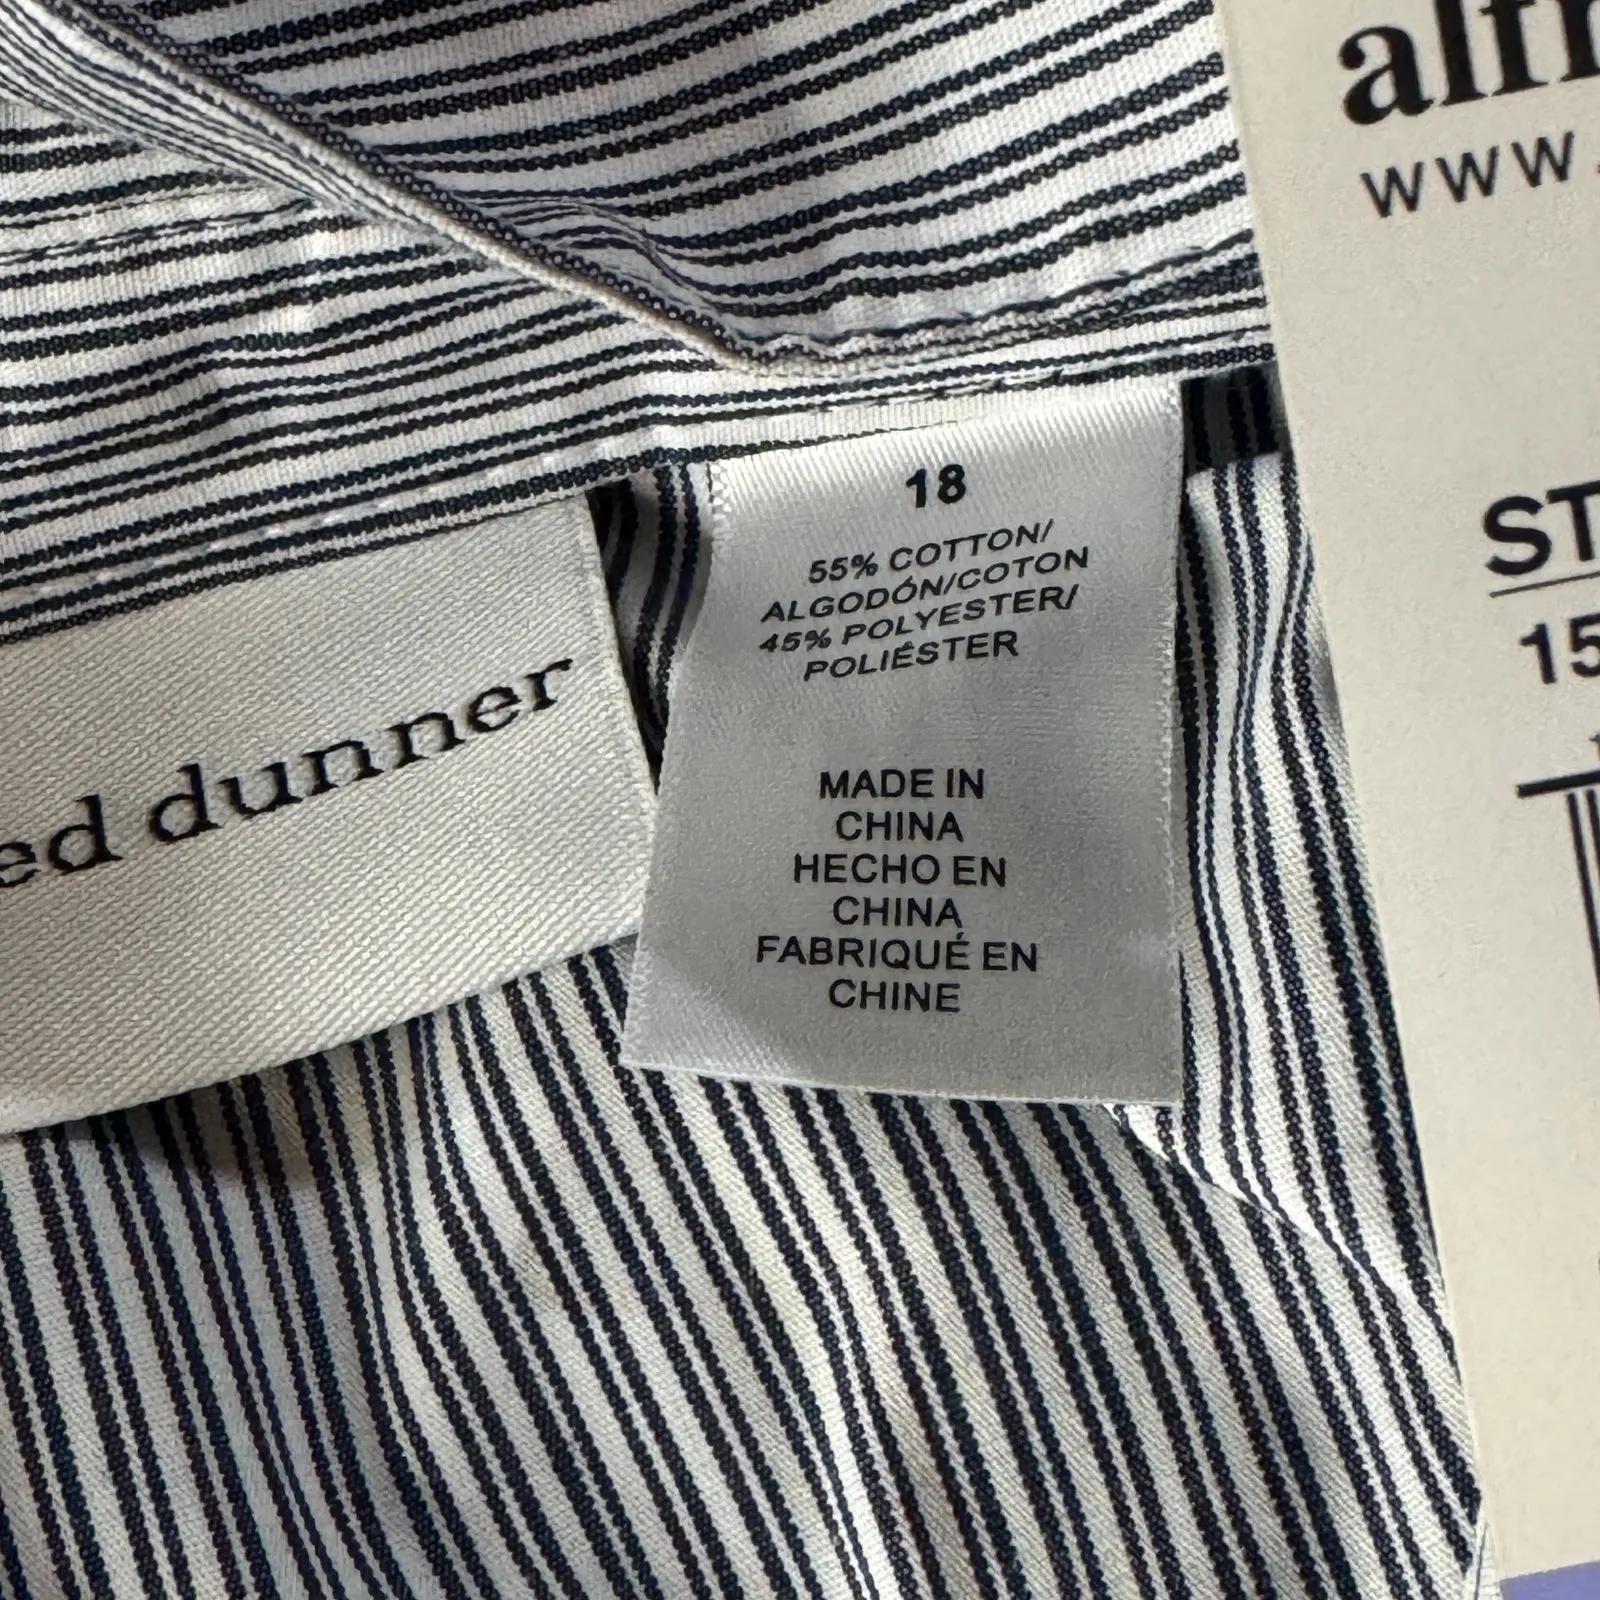 alf
www.
ST
15
ed dunner
18
55% COTTON/
ALGODÓN/COTON
45% POLYESTER/
POLIÉSTER
MADE IN
CHINA
HECHO EN
CHINA
FABRIQUÉ EN
CHINE